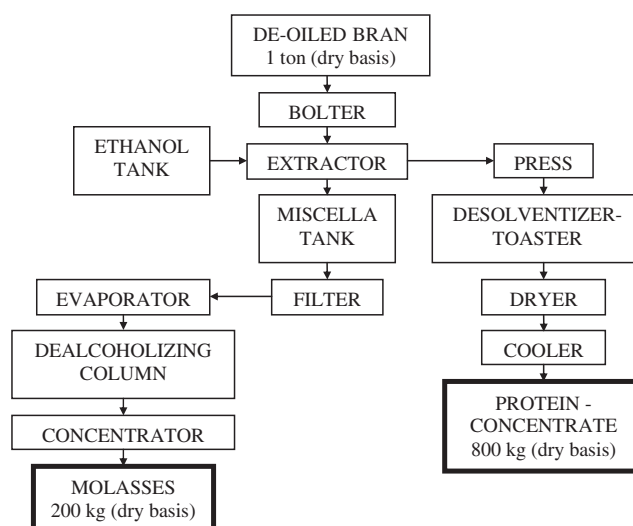 DE-OILED BRAN
1 ton (dry basis)
BOLTER
ETHANOL
TANK
EXTRACTOR
PRESS
MISCELLA
TANK
DESOLVENTIZER-
TOASTER
EVAPORATOR
FILTER
DRYER
DEALCOHOLIZING
COLUMN
COOLER
CONCENTRATOR
PROTEIN -
CONCENTRATE
800 kg (dry basis)
MOLASSES
200 kg (dry basis)